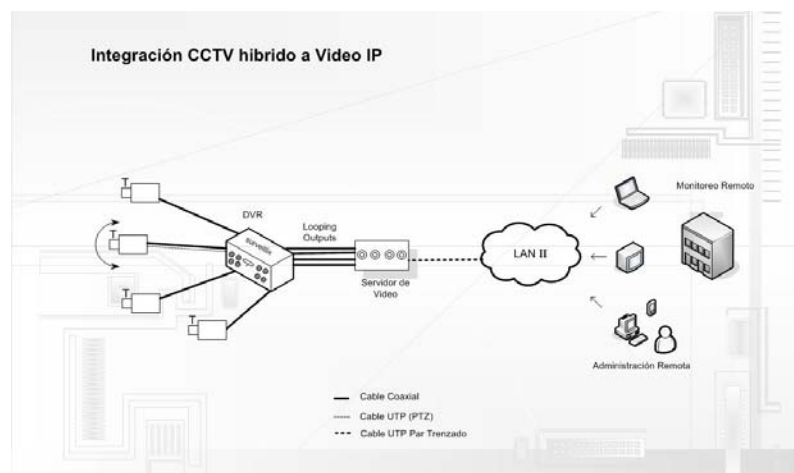 Integración CCTV hibrido a Video IP
Monitoreo Remoto
DVR
Looping
Outputs
surveillix
LAN II
Servidor de
Video
Administración Remota
Cable Coaxial
Cable UTP (PTZ)
Cable UTP Par Trenzado